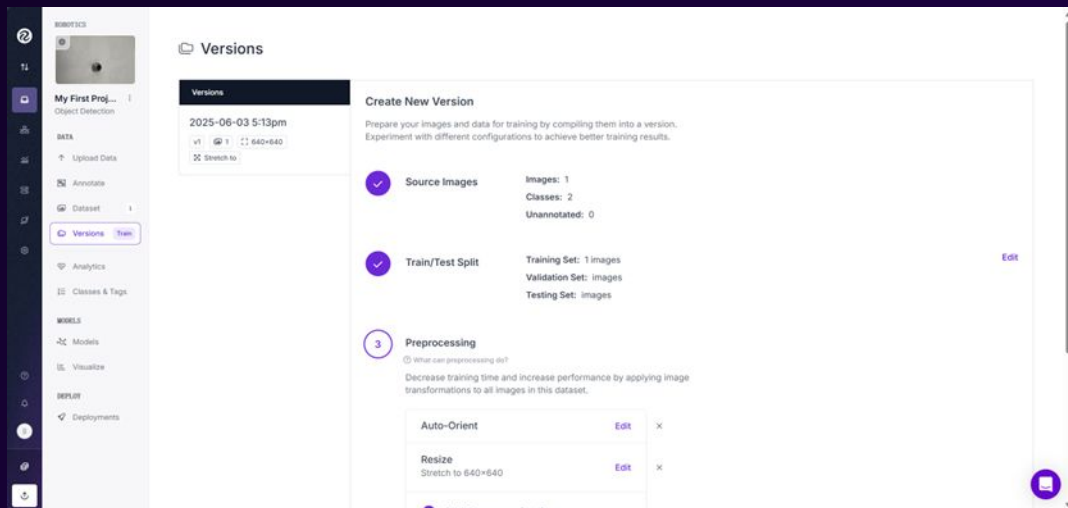 ROBOTICS
My First Proj...
Object Detection
DATA
Upload Data
Annotate
Dataset 1
Versions Train
Analytics
Classes & Tags
MODELS
Models
Visualize
DEPLOY
Deployments
Versions
Versions
2025-06-03 5:13pm
v1 1 640×640
Stretch to
Create New Version
Prepare your images and data for training by compiling them into a version.
Experiment with different configurations to achieve better training results.
Source Images
Images: 1
Classes: 2
Unannotated: 0
Train/Test Split
Training Set: 1 images
Validation Set: images
Testing Set: images
Edit
3 Preprocessing
What can preprocessing do?
Decrease training time and increase performance by applying image
transformations to all images in this dataset.
Auto-Orient Edit ×
Resize
Stretch to 640×640
Edit ×